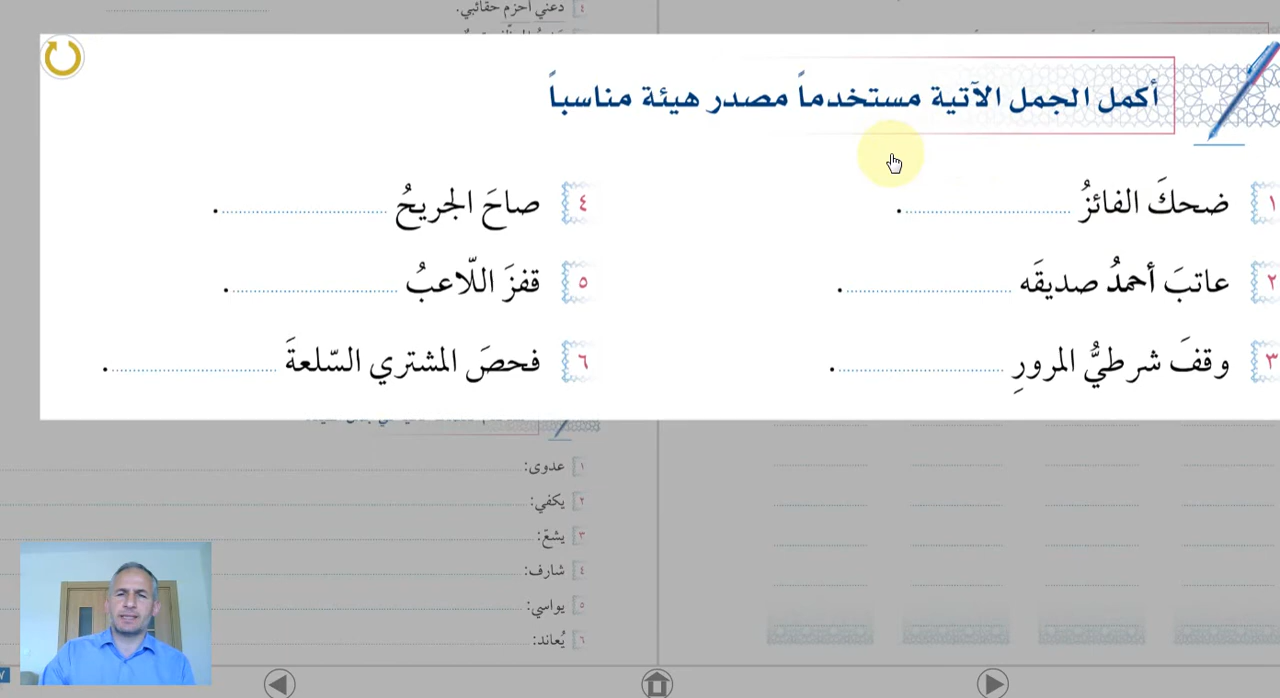 ٤ دعني أحزم حقائبي.
أكمل الجمل الآتية مستخدماً مصدر هيئة مناسباً
١ ضحكَ الفائزُ .
٢ عاتبَ أحمدُ صديقَه .
٣ وقفَ شرطيُّ المرورِ .
٤ صاحَ الجريحُ .
٥ قفزَ اللّاعبُ .
٦ فحصَ المشتري السّلعةَ .
١ عدوى:
٢ يكفي:
٣ يشعّ:
٤ شارف:
٥ يواسي:
٦ يُعاند:
٧